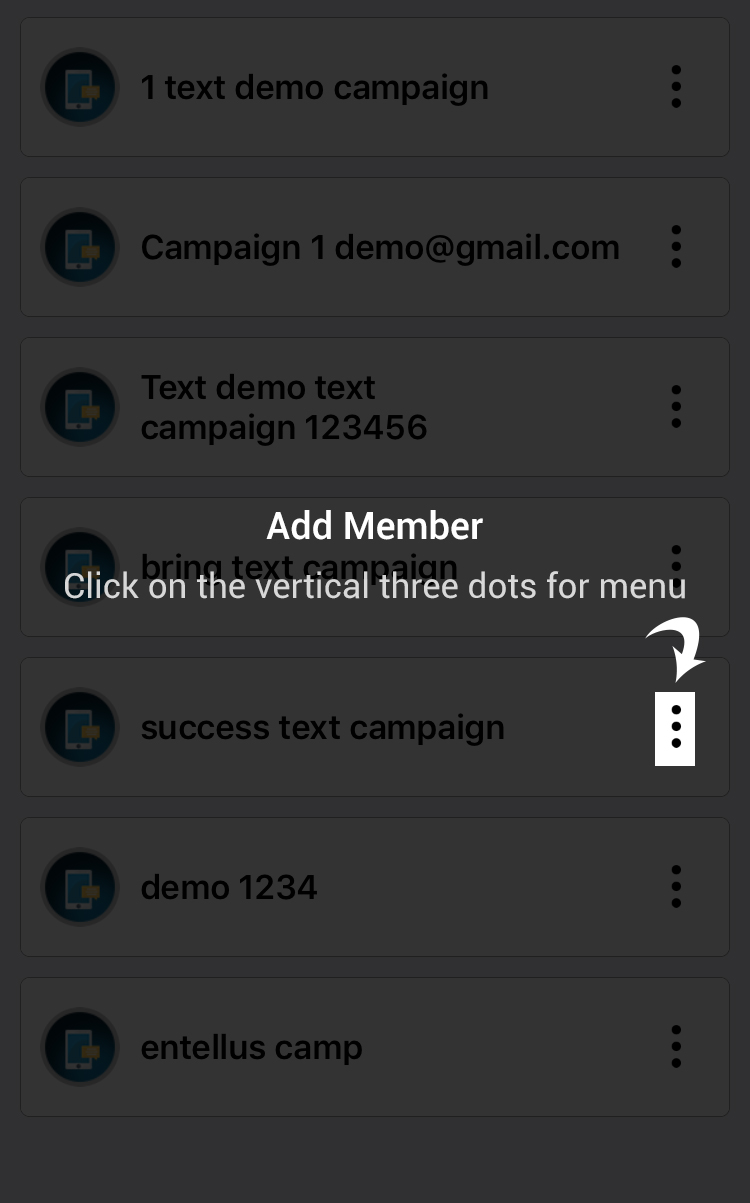 1 text demo campaign
Campaign 1 demo@gmail.com
Text demo text
campaign 123456
Add Member
bring text campaign
Click on the vertical three dots for menu
success text campaign
demo 1234
entellus camp